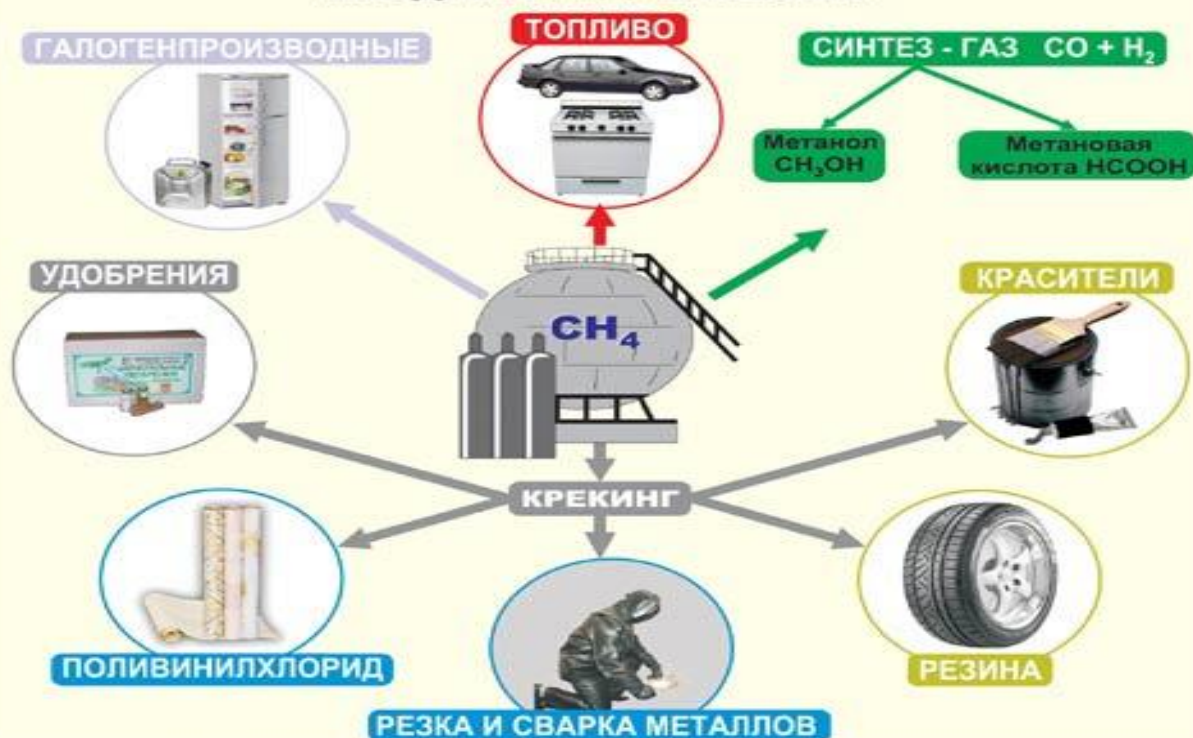 ГАЛОГЕНПРОИЗВОДНЫЕ
ТОПЛИВО
СИНТЕЗ - ГАЗ CO + H₂
Метанол
CH₃OH
Метановая
кислота HCOOH
УДОБРЕНИЯ
CH₄
КРАСИТЕЛИ
КРЕКИНГ
ПОЛИВИНИЛХЛОРИД
РЕЗИНА
РЕЗКА И СВАРКА МЕТАЛЛОВ